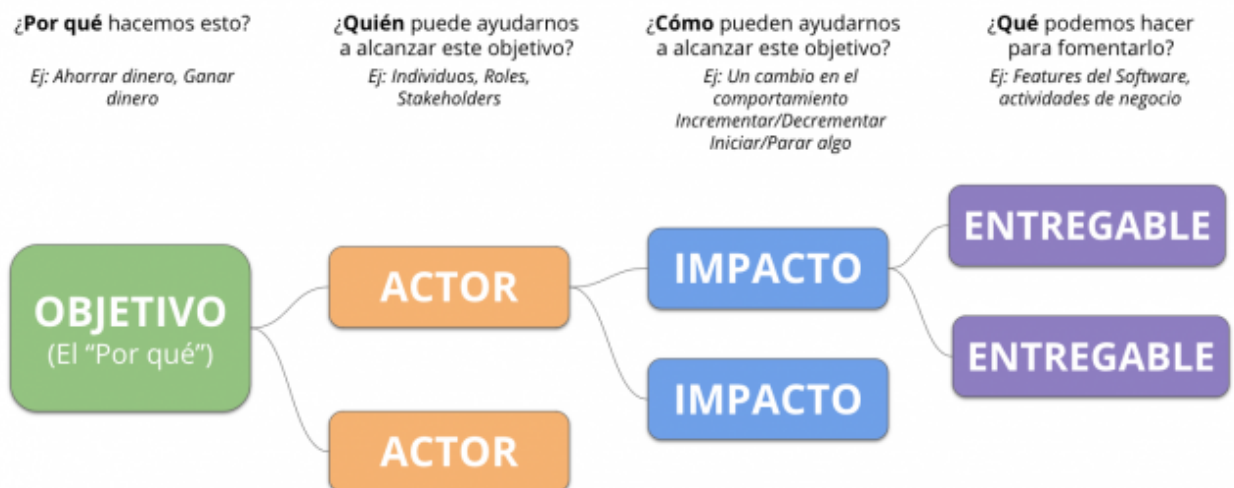 ¿Por qué hacemos esto?
Ej: Ahorrar dinero, Ganar
dinero
¿Quién puede ayudarnos
a alcanzar este objetivo?
Ej: Individuos, Roles,
Stakeholders
¿Cómo pueden ayudarnos
a alcanzar este objetivo?
Ej: Un cambio en el
comportamiento
Incrementar/Decrementar
Iniciar/Parar algo
¿Qué podemos hacer
para fomentarlo?
Ej: Features del Software,
actividades de negocio
OBJETIVO
(El “Por qué”)
ACTOR
ACTOR
IMPACTO
IMPACTO
ENTREGABLE
ENTREGABLE